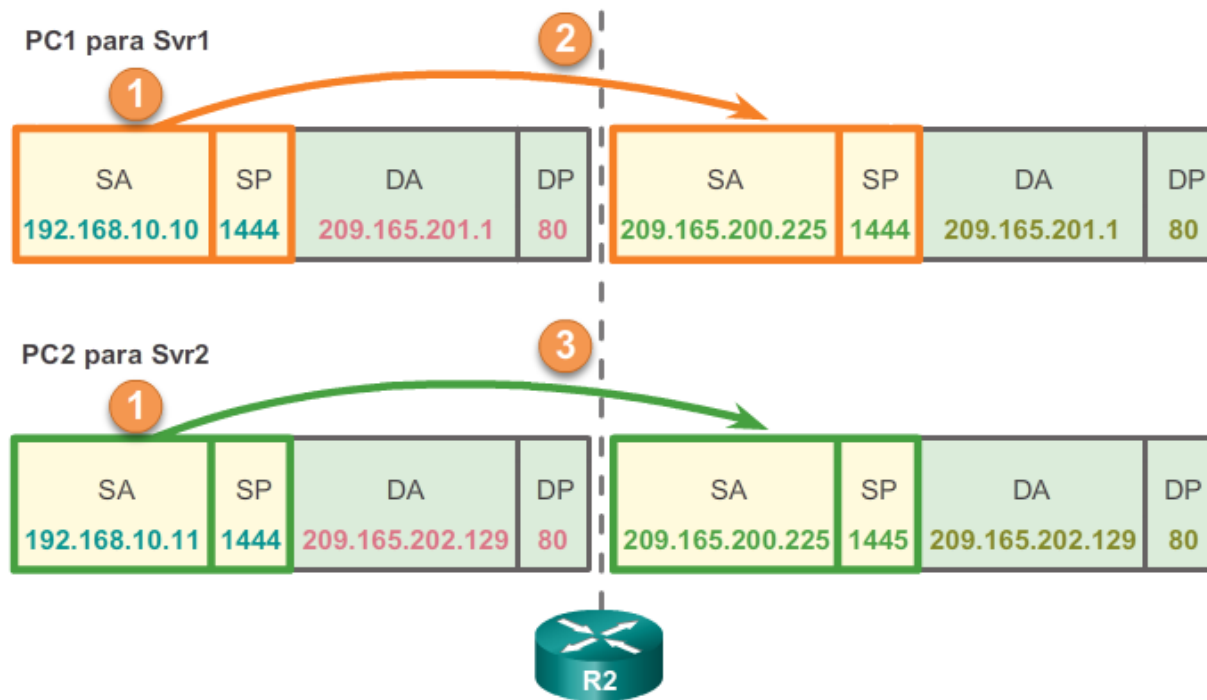 PC1 para Svr1
1
2
SA SP DA DP SA SP DA DP
192.168.10.10 1444 209.165.201.1 80 209.165.200.225 1444 209.165.201.1 80
PC2 para Svr2
1
3
SA SP DA DP SA SP DA DP
192.168.10.11 1444 209.165.202.129 80 209.165.200.225 1445 209.165.202.129 80
R2